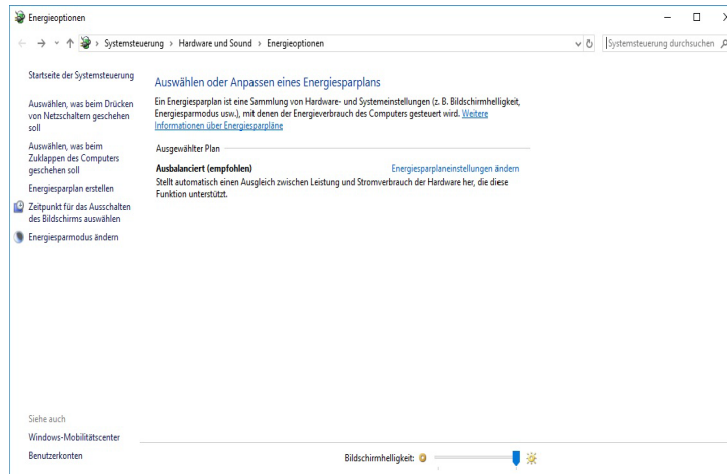 Energieoptionen
Systemsteuerung > Hardware und Sound > Energieoptionen
Systemsteuerung durchsuchen
Startseite der Systemsteuerung
Auswählen, was beim Drücken
von Netzschaltern geschehen
soll
Auswählen, was beim
Zuklappen des Computers
geschehen soll
Energiesparplan erstellen
Zeitpunkt für das Ausschalten
des Bildschirms auswählen
Energiesparmodus ändern
Auswählen oder Anpassen eines Energiesparplans
Ein Energiesparplan ist eine Sammlung von Hardware- und Systemeinstellungen (z. B. Bildschirmhelligkeit,
Energiesparmodus usw.), mit denen der Energieverbrauch des Computers gesteuert wird. Weitere
Informationen über Energiesparpläne
Ausgewählter Plan
Ausbalanciert (empfohlen)
Energiesparplaneinstellungen ändern
Stellt automatisch einen Ausgleich zwischen Leistung und Stromverbrauch der Hardware her, die diese
Funktion unterstützt.
Siehe auch
Windows-Mobilitätscenter
Benutzerkonten
Bildschirmhelligkeit: